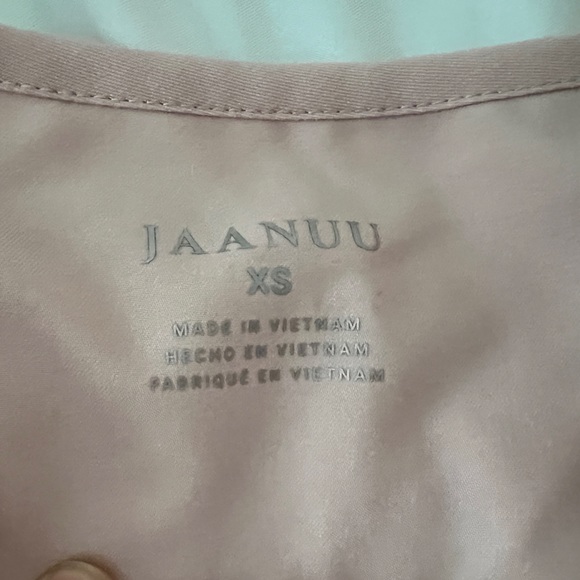 JAANUU
XS
MADE IN VIETNAM
HECHO EN VIETNAM
FABRIQUÉ EN VIETNAM